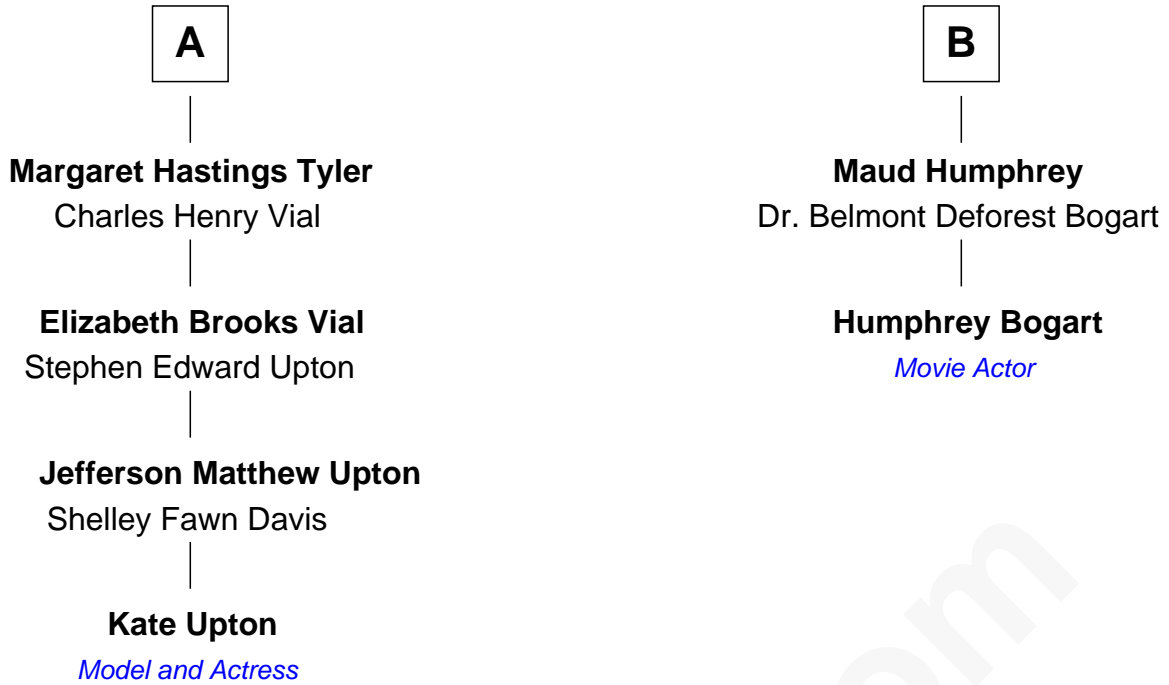 A
Margaret Hastings Tyler
Charles Henry Vial
Elizabeth Brooks Vial
Stephen Edward Upton
Jefferson Matthew Upton
Shelley Fawn Davis
Kate Upton
Model and Actress
B
Maud Humphrey
Dr. Belmont Deforest Bogart
Humphrey Bogart
Movie Actor
om